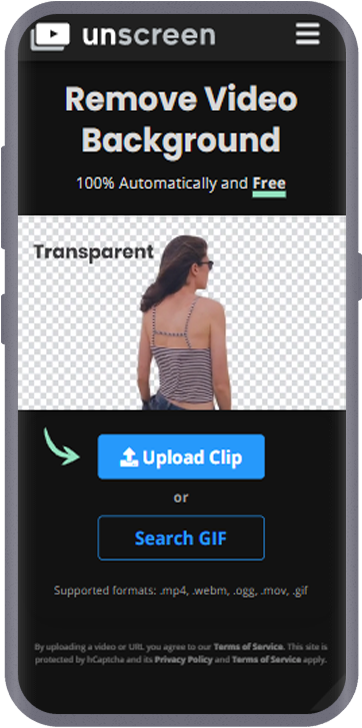 unscreen
Remove Video
Background
100% Automatically and Free
Transparent
Upload Clip
or
Search GIF
Supported formats: .mp4, .webm, .ogg, .mov, .gif
By uploading a video or URL you agree to our Terms of Service. This site is
protected by hCaptcha and its Privacy Policy and Terms of Service apply.